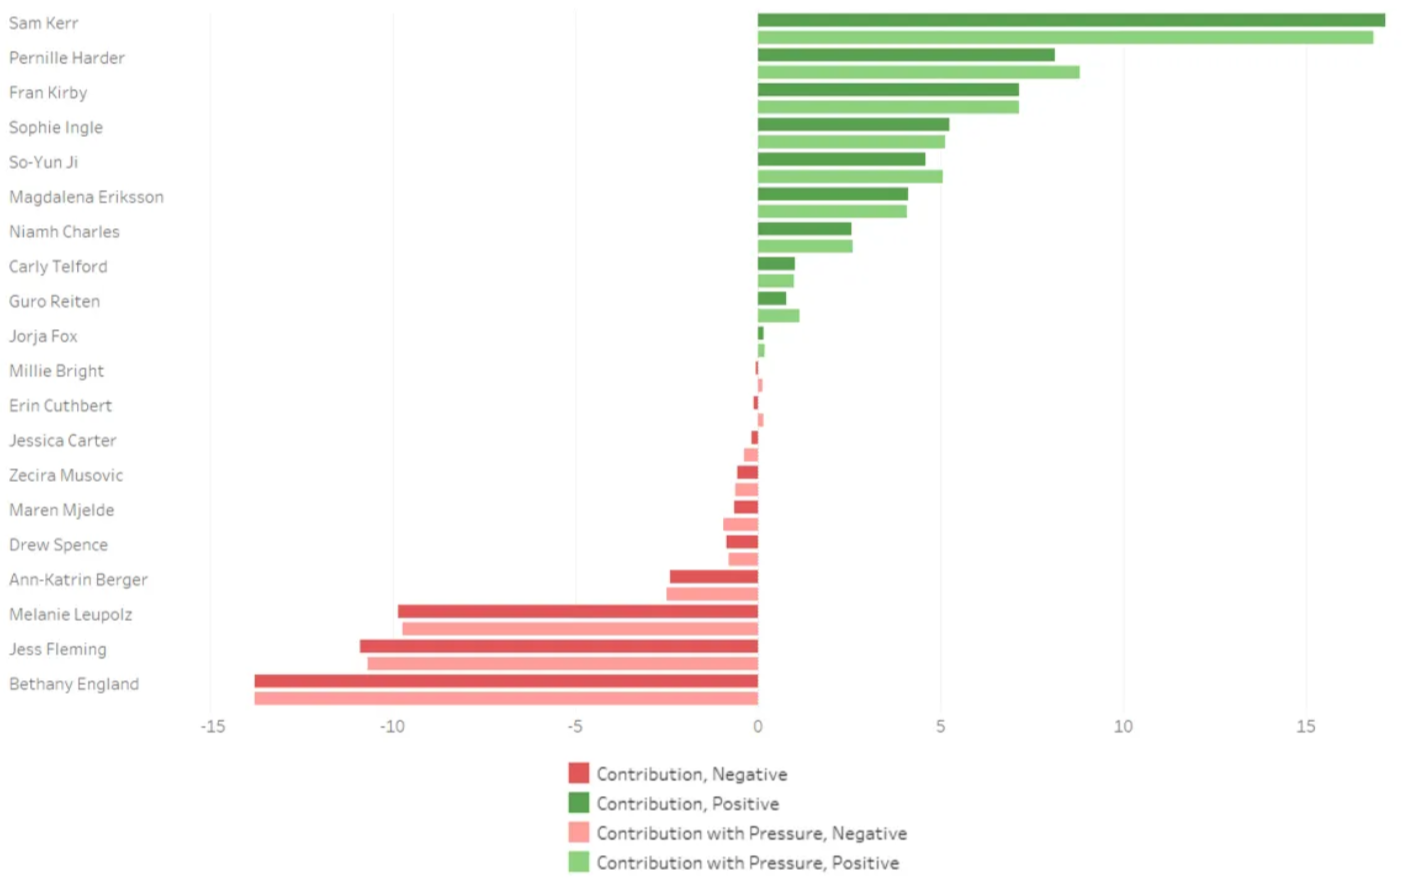 Sam Kerr
Pernille Harder
Fran Kirby
Sophie Ingle
So-Yun Ji
Magdalena Eriksson
Niamh Charles
Carly Telford
Guro Reiten
Jorja Fox
Millie Bright
Erin Cuthbert
Jessica Carter
Zecira Musovic
Maren Mjelde
Drew Spence
Ann-Katrin Berger
Melanie Leupolz
Jess Fleming
Bethany England
-15 -10 -5 0 5 10 15
Contribution, Negative
Contribution, Positive
Contribution with Pressure, Negative
Contribution with Pressure, Positive